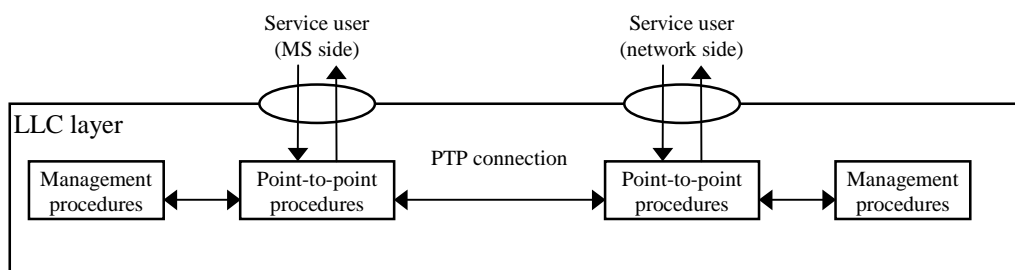 Service user
(MS side)
Service user
(network side)
LLC layer
PTP connection
Management
procedures
Point-to-point
procedures
Point-to-point
procedures
Management
procedures